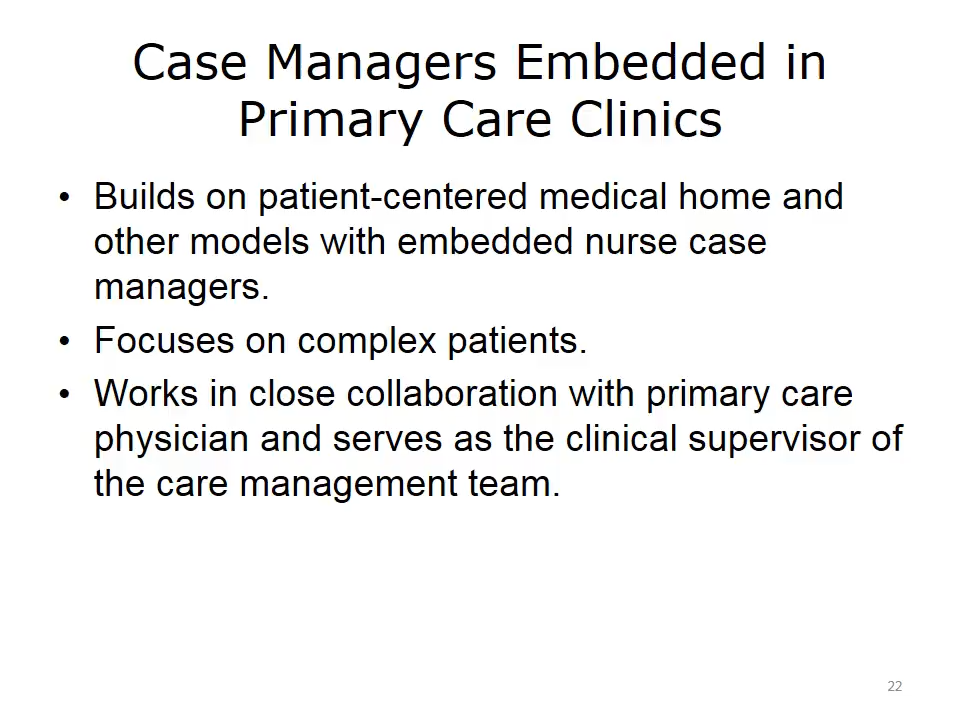 Case Managers Embedded in
Primary Care Clinics
• Builds on patient-centered medical home and
other models with embedded nurse case
managers.
• Focuses on complex patients.
• Works in close collaboration with primary care
physician and serves as the clinical supervisor of
the care management team.
22